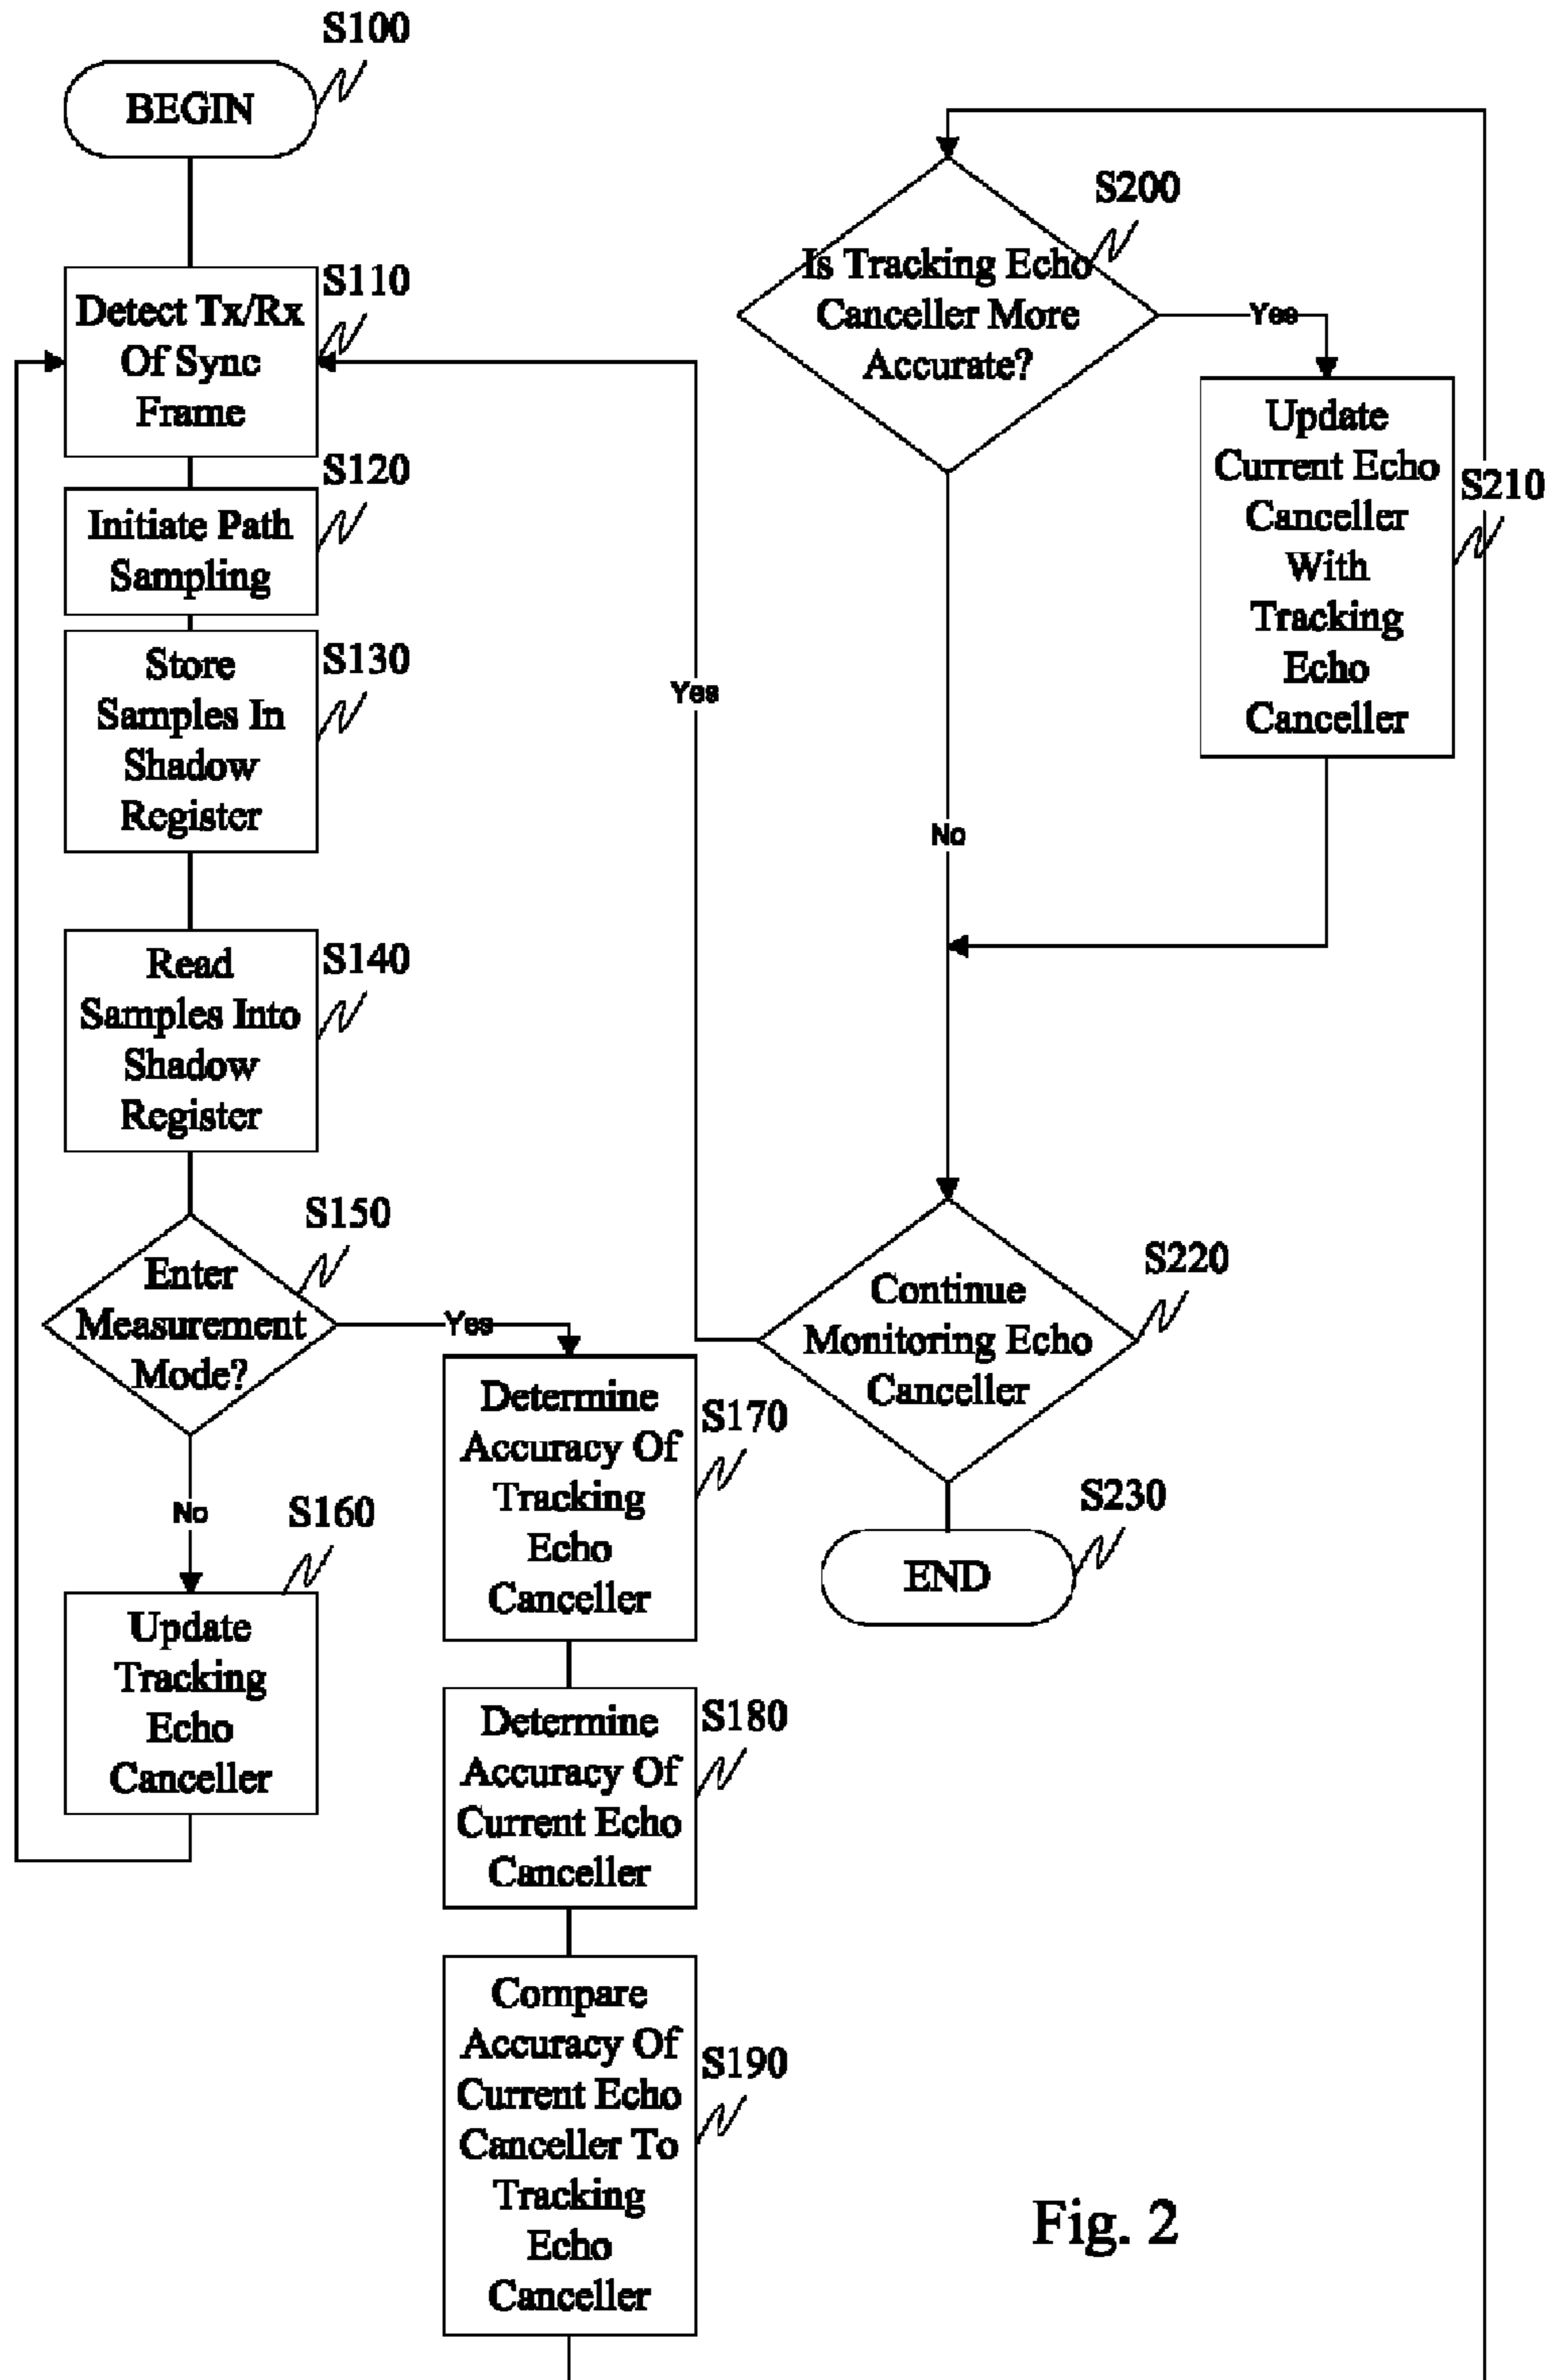 S100
BEGIN
S110
Detect Tx/Rx
Of Sync
Frame
S120
Initiate Path
Sampling
S130
Store
Samples In
Shadow
Register
S140
Read
Samples Into
Shadow
Register
S150
Enter
Measurement
Mode?
Yes
No
S160
Update
Tracking
Echo
Canceller
S170
Determine
Accuracy Of
Tracking
Echo
Canceller
S180
Determine
Accuracy Of
Current Echo
Canceller
S190
Compare
Accuracy Of
Current Echo
Canceller To
Tracking
Echo
Canceller
S200
Is Tracking Echo
Canceller More
Accurate?
Yes
S210
Update
Current Echo
Canceller
With
Tracking
Echo
Canceller
No
S220
Continue
Monitoring Echo
Canceller
Yes
S230
END
Fig. 2